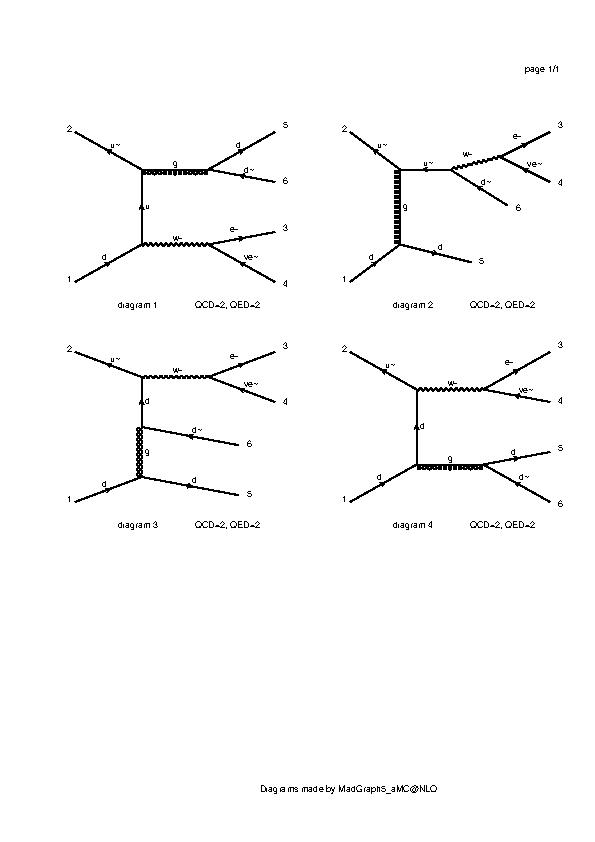 page 1/1
2 u~ g d 5
d~ 6
u
w- e- 3
d ve~
1 4
diagram 1 QCD=2, QED=2
2 u~ w- e- 3
u~ ve~ 4
d~ 6
g
d d 5
1
diagram 2 QCD=2, QED=2
2 u~ w- e- 3
ve~ 4
d
d~ 6
g
d d
1 5
diagram 3 QCD=2, QED=2
2 u~ w- e- 3
ve~ 4
d
d g d 5
d~
1 6
diagram 4 QCD=2, QED=2
Diagrams made by MadGraph5_aMC@NLO